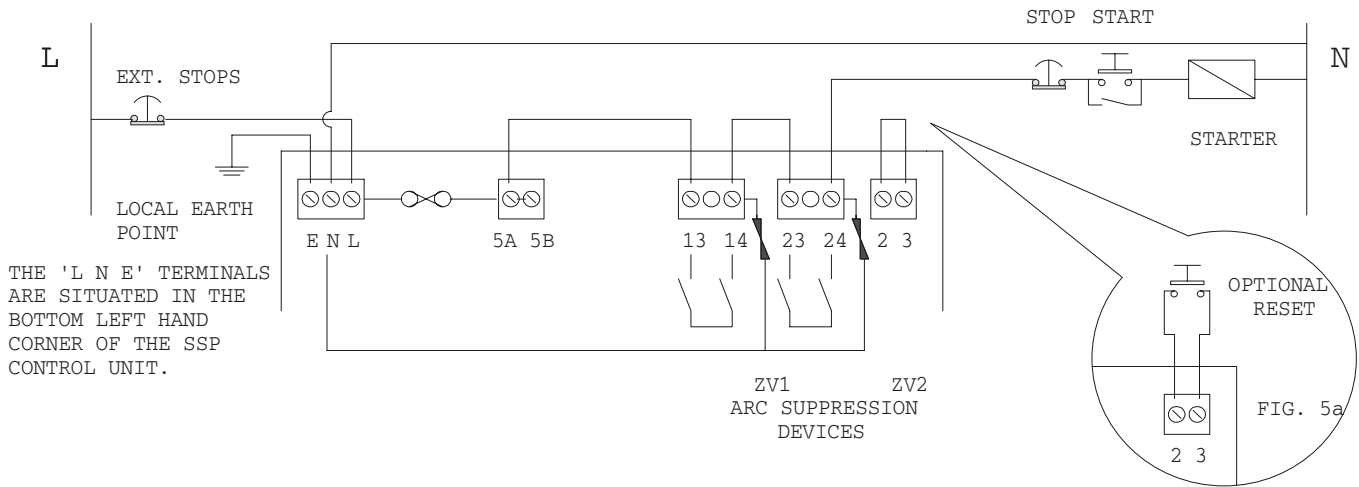 STOP START
L
N
EXT. STOPS
STARTER
LOCAL EARTH
POINT
E N L
5A 5B
13 14
23 24
2 3
THE 'L N E' TERMINALS
ARE SITUATED IN THE
BOTTOM LEFT HAND
CORNER OF THE SSP
CONTROL UNIT.
OPTIONAL
RESET
ZV1
ZV2
ARC SUPPRESSION
DEVICES
FIG. 5a
2 3